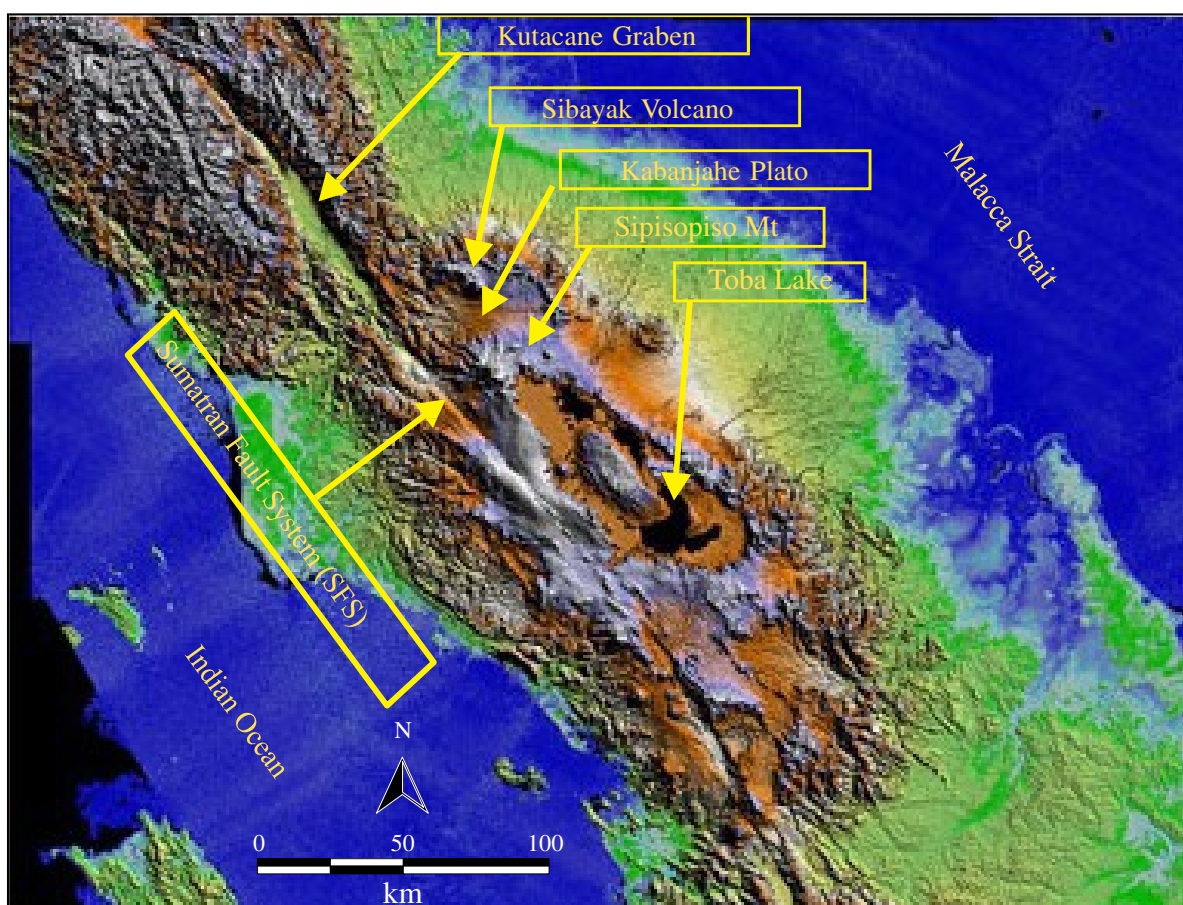 Kutacane Graben
Sibayak Volcano
Kabanjahe Plato
Sipisopiso Mt
Toba Lake
Malacca Strait
Sumatran Fault System (SFS)
Indian Ocean
N
0 50 100
km